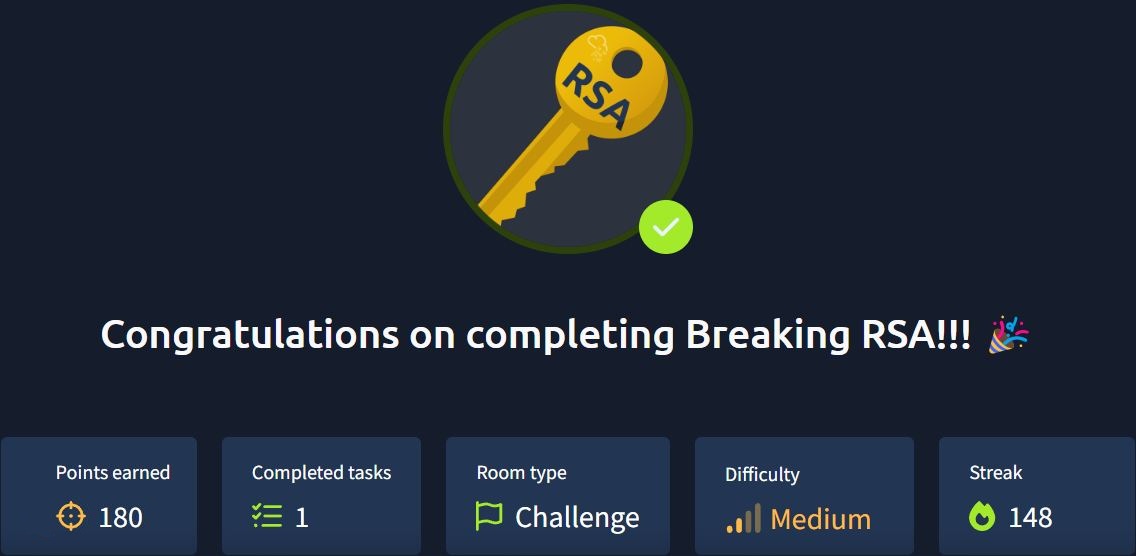 RSA
Congratulations on completing Breaking RSA!!! 🎉
Points earned
180
Completed tasks
1
Room type
Challenge
Difficulty
Medium
Streak
148